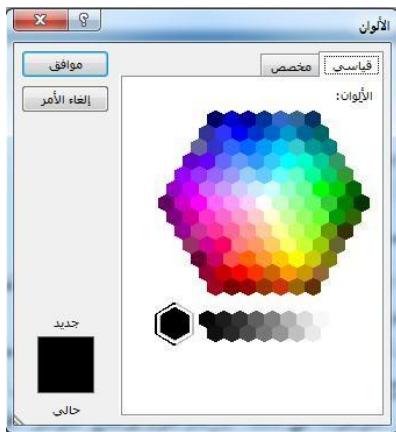 الألوان
قياسي
مخصص
موافق
إلغاء الأمر
الألوان:
جديد
حالي